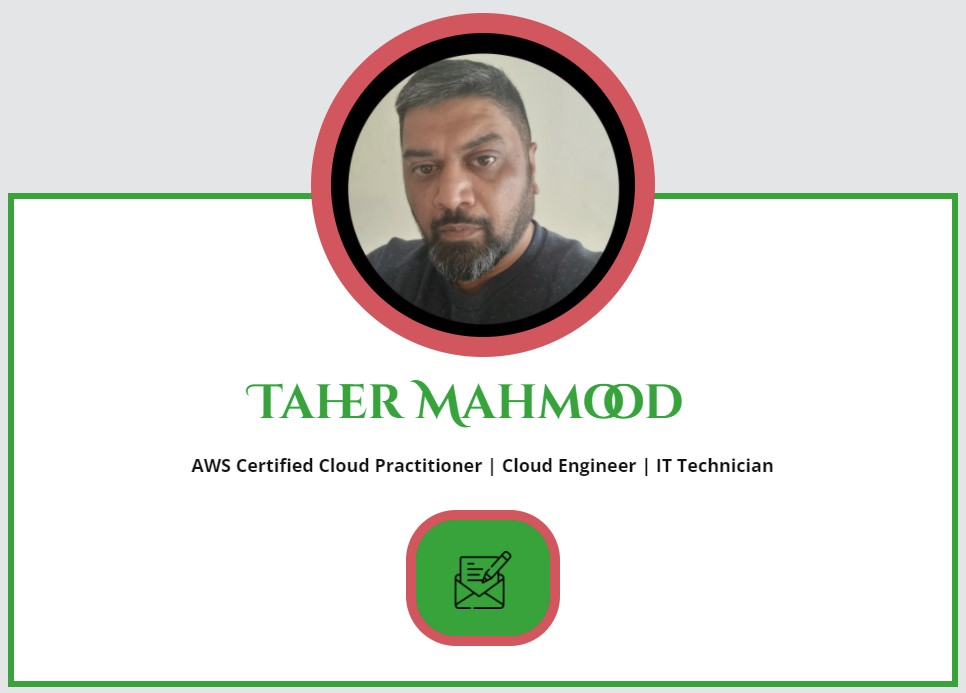 Taher Mahmood
AWS Certified Cloud Practitioner | Cloud Engineer | IT Technician